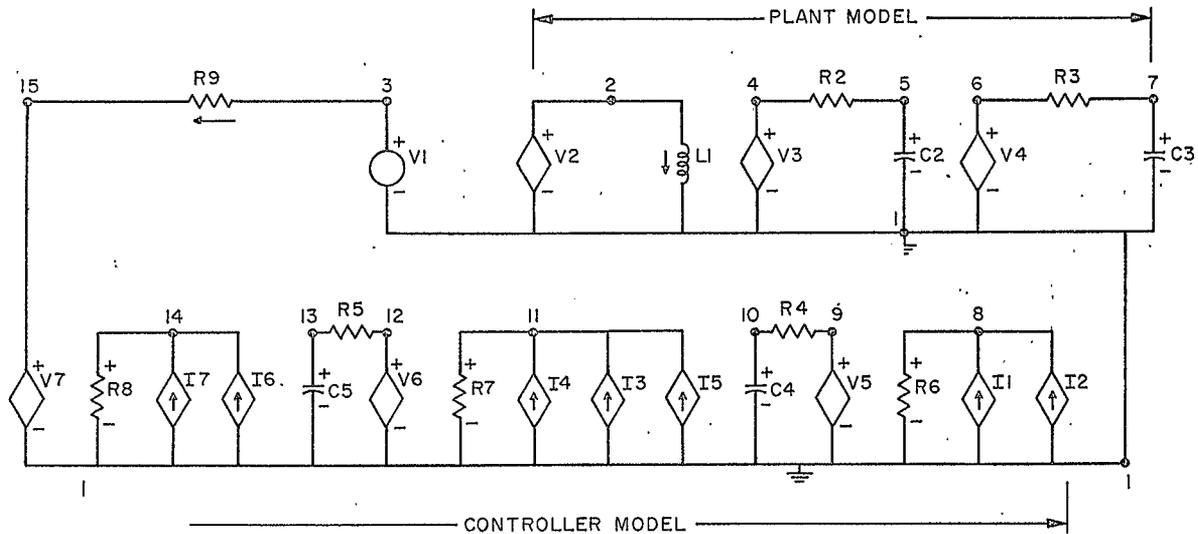 PLANT MODEL
15 R9 3 2 4 R2 5 6 R3 7
+ V1 - + V2 - L1 + V3 - + C2 - + V4 - + C3 -
1
14 13 R5 12 11 10 R4 9 8
+ V7 - + R8 - I7 I6 + C5 - + V6 - + R7 - I4 I3 I5 + C4 - + V5 - + R6 - I1 I2
1 1
CONTROLLER MODEL